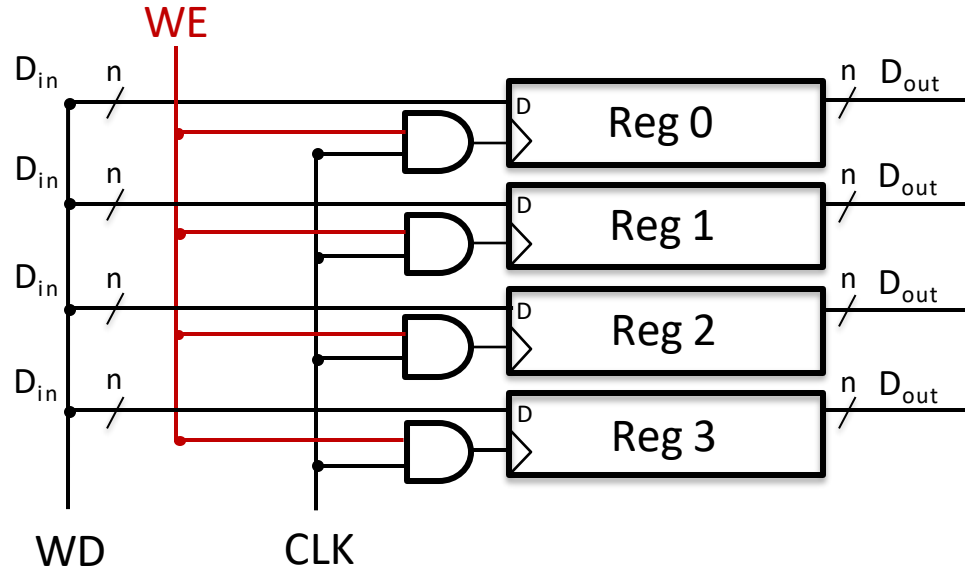 WE
Din n D Reg 0 n Dout
Din n D Reg 1 n Dout
Din n D Reg 2 n Dout
Din n D Reg 3 n Dout
WD CLK